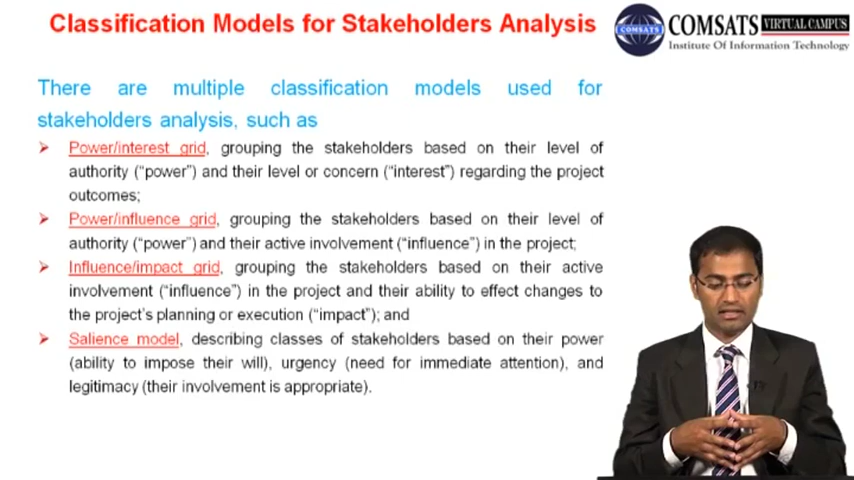 Classification Models for Stakeholders Analysis
COMSATS VIRTUAL CAMPUS
COMSATS
Institute Of Information Technology
There are multiple classification models used for
stakeholders analysis, such as
➢ Power/interest grid, grouping the stakeholders based on their level of
authority (“power”) and their level or concern (“interest”) regarding the project
outcomes;
➢ Power/influence grid, grouping the stakeholders based on their level of
authority (“power”) and their active involvement (“influence”) in the project;
➢ Influence/impact grid, grouping the stakeholders based on their active
involvement (“influence”) in the project and their ability to effect changes to
the project’s planning or execution (“impact”); and
➢ Salience model, describing classes of stakeholders based on their power
(ability to impose their will), urgency (need for immediate attention), and
legitimacy (their involvement is appropriate).